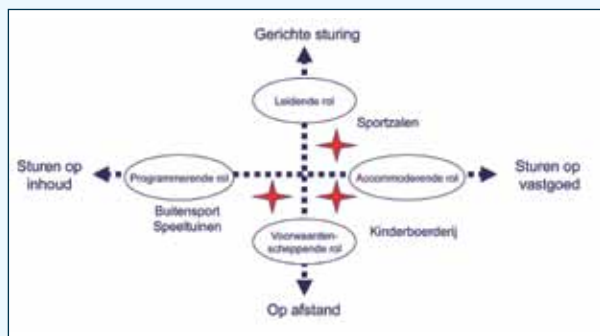 Gerichte sturing
Leidende rol
Sportzalen
Sturen op
inhoud
Programmerende rol
Accommoderende rol
Sturen op
vastgoed
Buitensport
Speeltuinen
Voorwaarden-
scheppende rol
Kinderboerderij
Op afstand